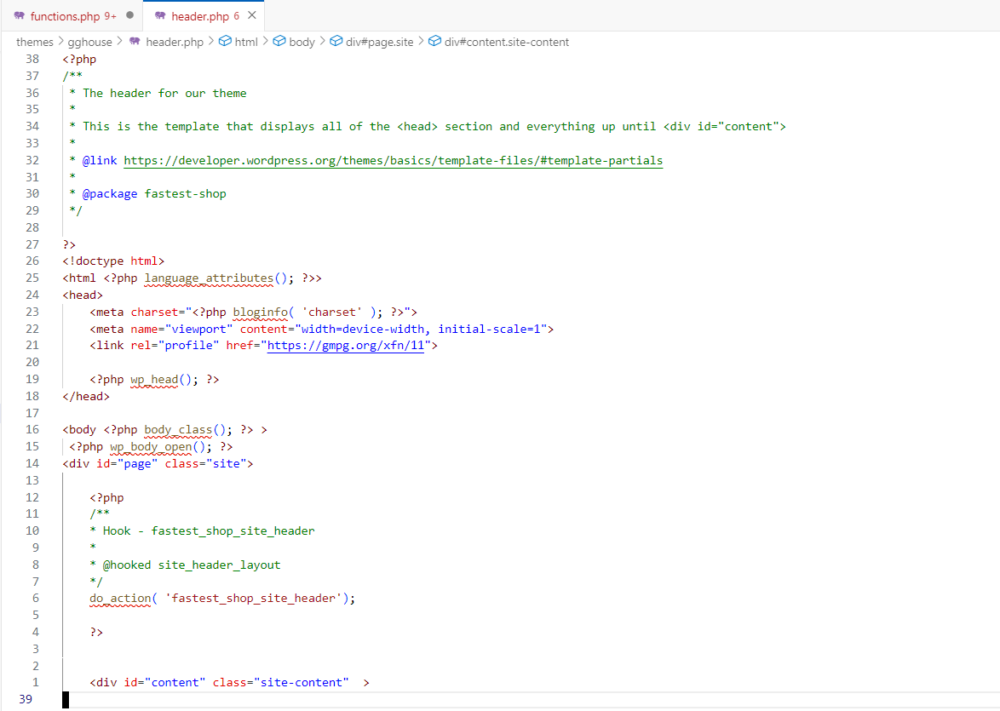 functions.php 9+ ● header.php 6 ×
themes > gghouse > header.php > html > body > div#page.site > div#content.site-content
38 <?php
37 /**
36  * The header for our theme
35  *
34  * This is the template that displays all of the <head> section and everything up until <div id="content">
33  *
32  * @link https://developer.wordpress.org/themes/basics/template-files/#template-partials
31  *
30  * @package fastest-shop
29  */
28
27 ?>
26 <!doctype html>
25 <html <?php language_attributes(); ?>>
24 <head>
23     <meta charset="<?php bloginfo( 'charset' ); ?>">
22     <meta name="viewport" content="width=device-width, initial-scale=1">
21     <link rel="profile" href="https://gmpg.org/xfn/11">
20
19     <?php wp_head(); ?>
18 </head>
17
16 <body <?php body_class(); ?> >
15  <?php wp_body_open(); ?>
14 <div id="page" class="site">
13
12     <?php
11     /**
10     * Hook - fastest_shop_site_header
9     *
8     * @hooked site_header_layout
7     */
6     do_action( 'fastest_shop_site_header');
5
4     ?>
3
2
1     <div id="content" class="site-content"  >
39